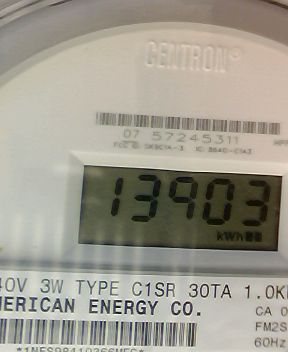 CENTRON®
07 57245311
13903
kWh
40V 3W TYPE C1SR 30TA 1.0K
MERICAN ENERGY CO.
CA 0
FM2S
60Hz